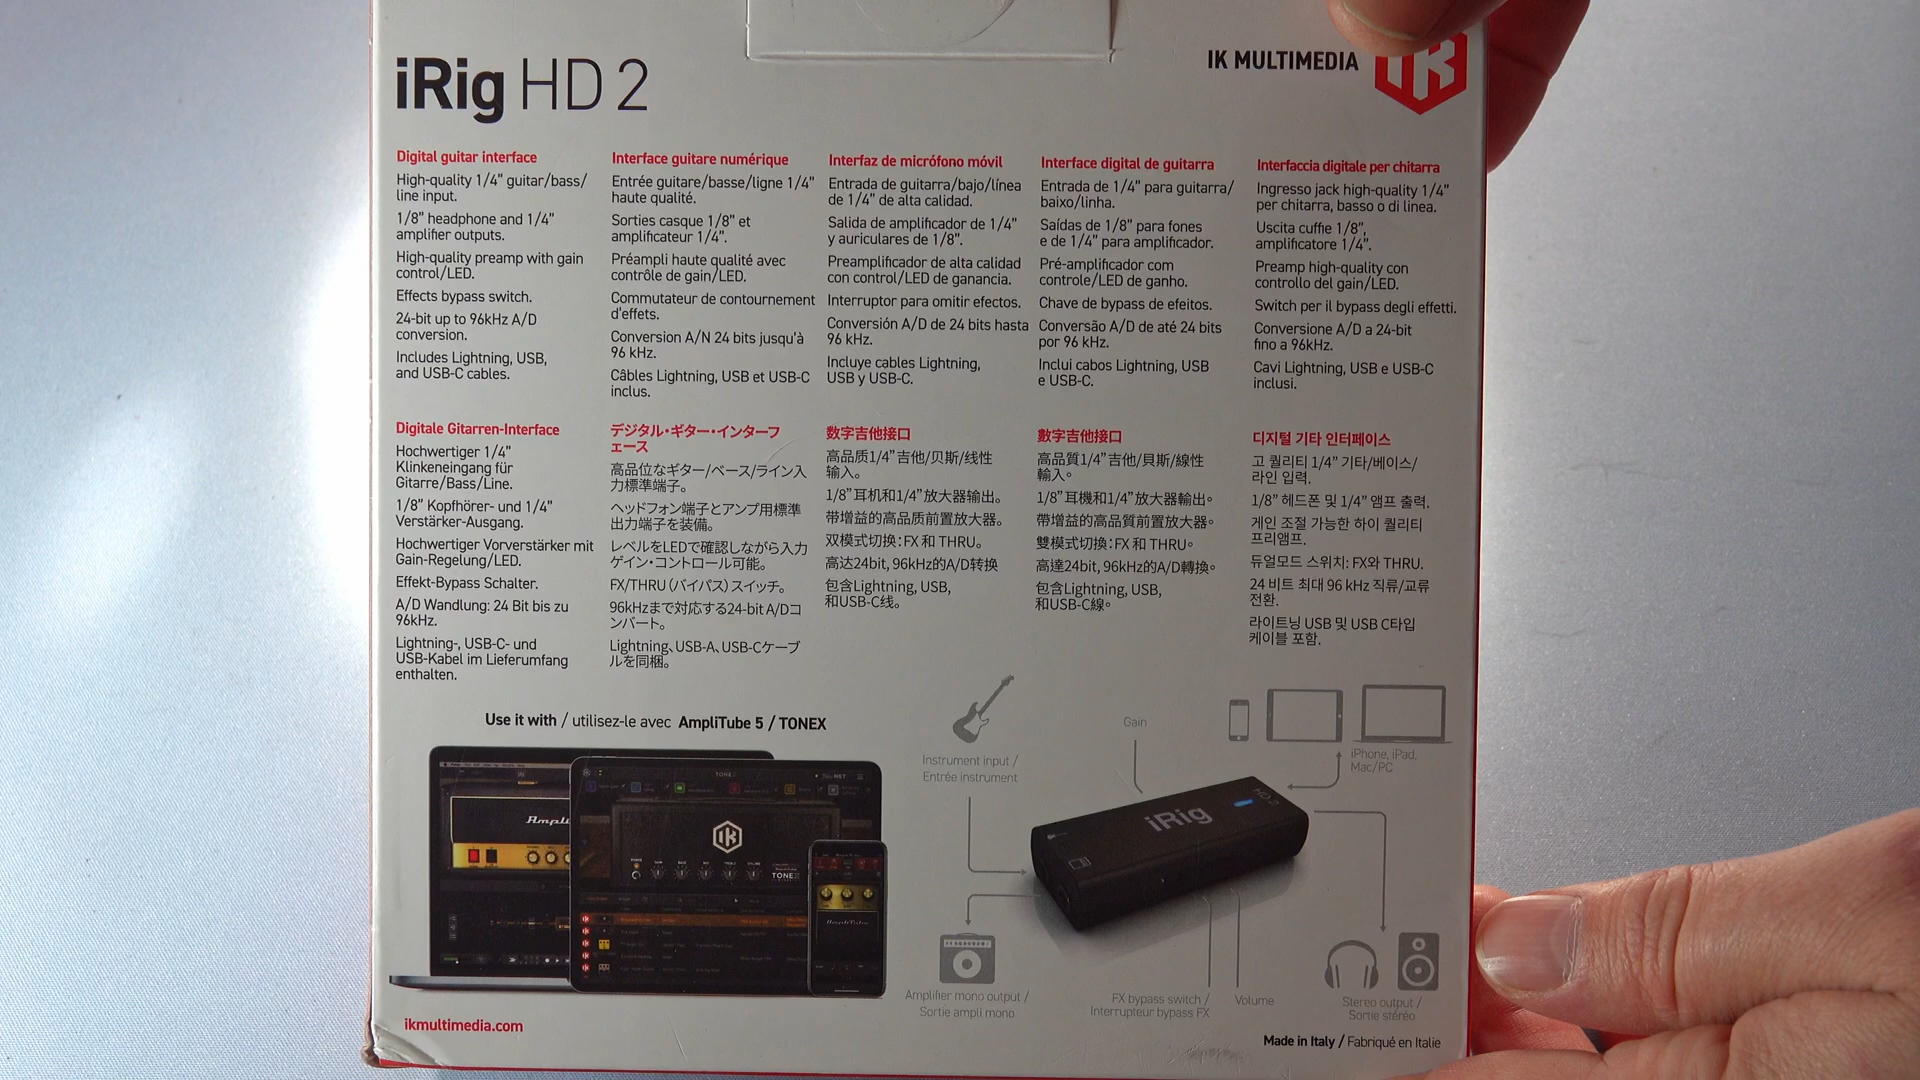 iRig HD 2
IK MULTIMEDIA
Digital guitar interface
High-quality 1/4” guitar/bass/
line input.
1/8” headphone and 1/4”
amplifier outputs.
High-quality preamp with gain
control/LED.
Effects bypass switch.
24-bit up to 96kHz A/D
conversion.
Includes Lightning, USB,
and USB-C cables.
Interface guitare numérique
Entrée guitare/basse/ligne 1/4”
haute qualité.
Sorties casque 1/8” et
amplificateur 1/4”.
Préampli haute qualité avec
contrôle de gain/LED.
Commutateur de contournement
d'effets.
Conversion A/N 24 bits jusqu'à
96 kHz.
Câbles Lightning, USB et USB-C
inclus.
Interfaz de micrófono móvil
Entrada de guitarra/bajo/línea
de 1/4” de alta calidad.
Salida de amplificador de 1/4”
y auriculares de 1/8”.
Preamplificador de alta calidad
con control/LED de ganancia.
Interruptor para omitir efectos.
Conversión A/D de 24 bits hasta
96 kHz.
Incluye cables Lightning,
USB y USB-C.
Interface digital de guitarra
Entrada de 1/4” para guitarra/
baixo/linha.
Saídas de 1/8” para fones
e de 1/4” para amplificador.
Pré-amplificador com
controle/LED de ganho.
Chave de bypass de efeitos.
Conversão A/D de até 24 bits
por 96 kHz.
Inclui cabos Lightning, USB
e USB-C.
Interfaccia digitale per chitarra
Ingresso jack high-quality 1/4”
per chitarra, basso o di linea.
Uscita cuffie 1/8”,
amplificatore 1/4”.
Preamp high-quality con
controllo del gain/LED.
Switch per il bypass degli effetti.
Conversione A/D a 24-bit
fino a 96kHz.
Cavi Lightning, USB e USB-C
inclusi.
Digitale Gitarren-Interface
Hochwertiger 1/4”
Klinkeneingang für
Gitarre/Bass/Line.
1/8” Kopfhörer- und 1/4”
Verstärker-Ausgang.
Hochwertiger Vorverstärker mit
Gain-Regelung/LED.
Effekt-Bypass Schalter.
A/D Wandlung: 24 Bit bis zu
96kHz.
Lightning-, USB-C- und
USB-Kabel im Lieferumfang
enthalten.
デジタル・ギター・インターフ
ェース
高品位なギター/ベース/ライン入
力標準端子。
ヘッドフォン端子とアンプ用標準
出力端子を装備。
レベルをLEDで確認しながら入力
ゲイン・コントロール可能。
FX/THRU（バイパス）スイッチ。
96kHzまで対応する24-bit A/Dコ
ンバート。
Lightning、USB-A、USB-Cケーブ
ルを同梱。
数字吉他接口
高品质1/4”吉他/贝斯/线性
输入。
1/8”耳机和1/4”放大器输出。
带增益的高品质前置放大器。
双模式切换：FX 和 THRU。
高达24bit, 96kHz的A/D转换
包含Lightning, USB,
和USB-C线。
數字吉他接口
高品質1/4”吉他/貝斯/線性
輸入。
1/8”耳機和1/4”放大器輸出。
帶增益的高品質前置放大器。
雙模式切換：FX 和 THRU。
高達24bit, 96kHz的A/D轉換。
包含Lightning, USB,
和USB-C線。
디지털 기타 인터페이스
고 퀄리티 1/4” 기타/베이스/
라인 입력.
1/8” 헤드폰 및 1/4” 앰프 출력.
게인 조절 가능한 하이 퀄리티
프리앰프.
듀얼모드 스위치: FX와 THRU.
24 비트 최대 96 kHz 직류/교류
전환.
라이트닝 USB 및 USB C타입
케이블 포함.
Use it with / utilisez-le avec AmpliTube 5 / TONEX
TONEX
Instrument input /
Entrée instrument
Gain
iPhone, iPad,
Mac/PC
iRig
HD 2
Amplifier mono output /
Sortie ampli mono
FX bypass switch /
Interrupteur bypass FX
Volume
Stereo output /
Sortie stéréo
ikmultimedia.com
Made in Italy / Fabriqué en Italie